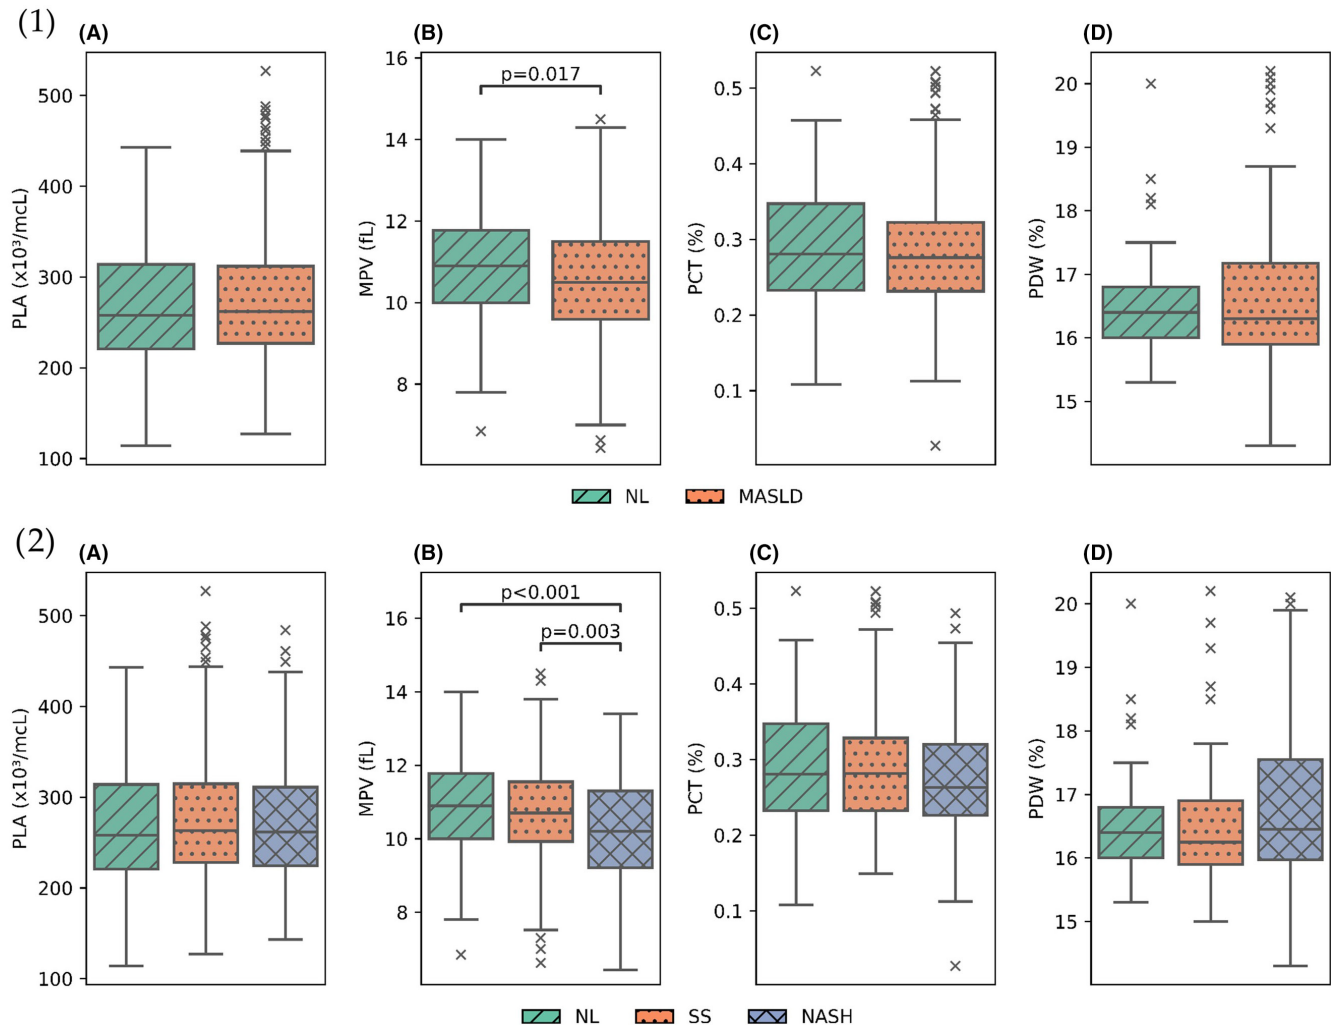 (1)
(A)
PLA (x10³/mcL)
500
400
300
200
100
(B)
MPV (fL)
16
14
12
10
8
p=0.017
(C)
PCT (%)
0.5
0.4
0.3
0.2
0.1
(D)
PDW (%)
20
19
18
17
16
15
NL
MASLD
(2)
(A)
PLA (x10³/mcL)
500
400
300
200
100
(B)
MPV (fL)
16
14
12
10
8
p<0.001
p=0.003
(C)
PCT (%)
0.5
0.4
0.3
0.2
0.1
(D)
PDW (%)
20
19
18
17
16
15
NL
SS
NASH